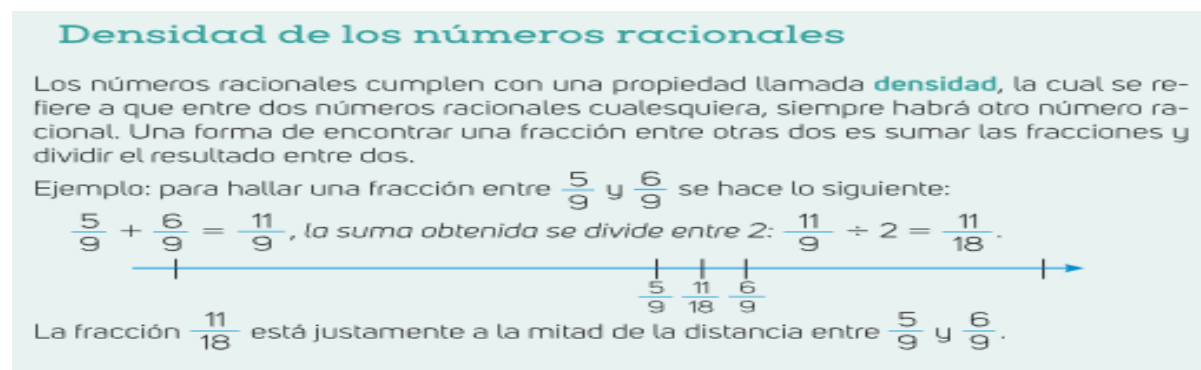 Densidad de los números racionales
Los números racionales cumplen con una propiedad llamada densidad, la cual se re-
fiere a que entre dos números racionales cualesquiera, siempre habrá otro número ra-
cional. Una forma de encontrar una fracción entre otras dos es sumar las fracciones y
dividir el resultado entre dos.
Ejemplo: para hallar una fracción entre 5/9 y 6/9 se hace lo siguiente:
5/9 + 6/9 = 11/9, la suma obtenida se divide entre 2: 11/9 ÷ 2 = 11/18.
5/9 11/18 6/9
La fracción 11/18 está justamente a la mitad de la distancia entre 5/9 y 6/9.